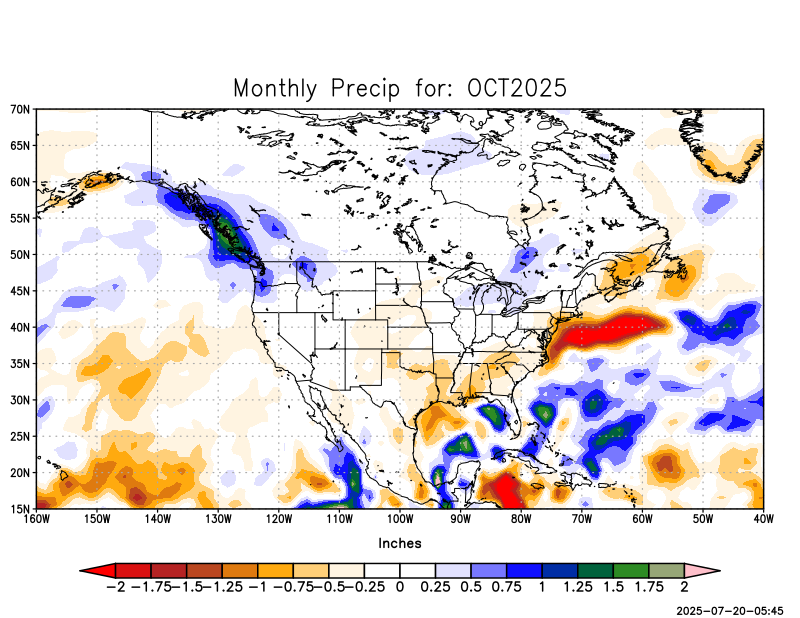 Monthly Precip for: OCT2025
70N
65N
60N
55N
50N
45N
40N
35N
30N
25N
20N
15N
160W 150W 140W 130W 120W 110W 100W 90W 80W 70W 60W 50W 40W
Inches
-2 -1.75 -1.5 -1.25 -1 -0.75 -0.5 -0.25 0 0.25 0.5 0.75 1 1.25 1.5 1.75 2
2025-07-20-05:45